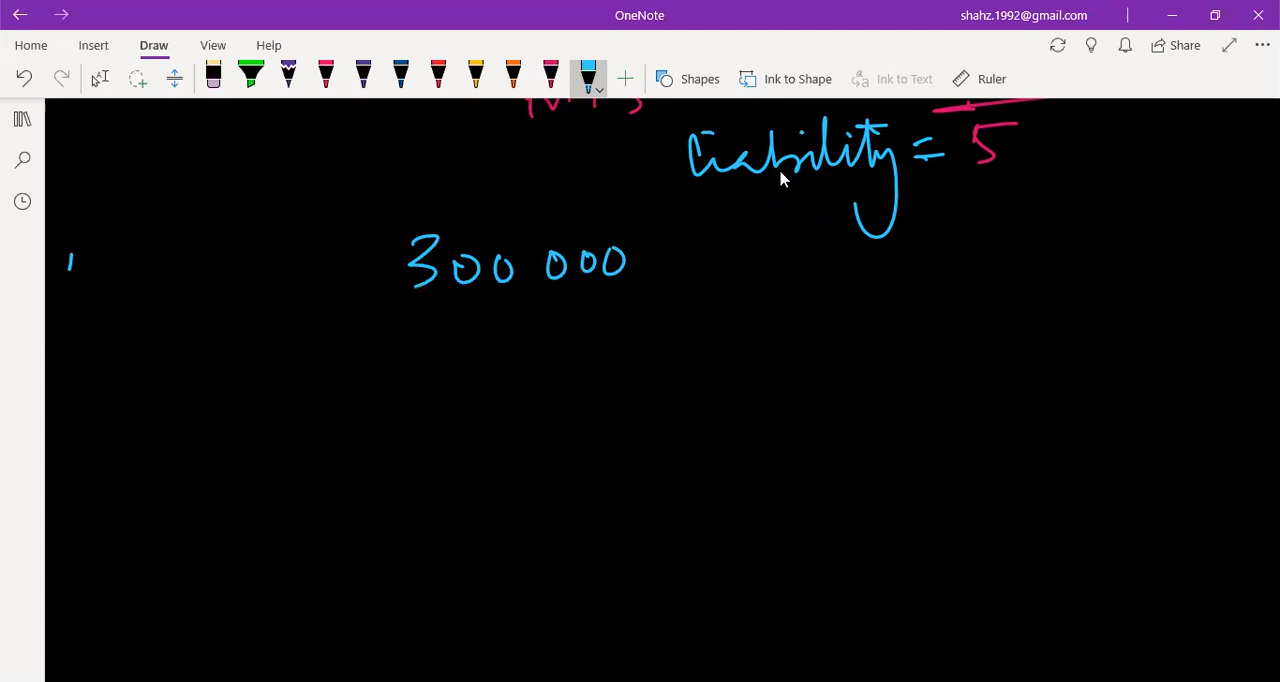 OneNote
shahz.1992@gmail.com
Home Insert Draw View Help
Share
Shapes Ink to Shape Ink to Text Ruler
Liability = 5
300 000